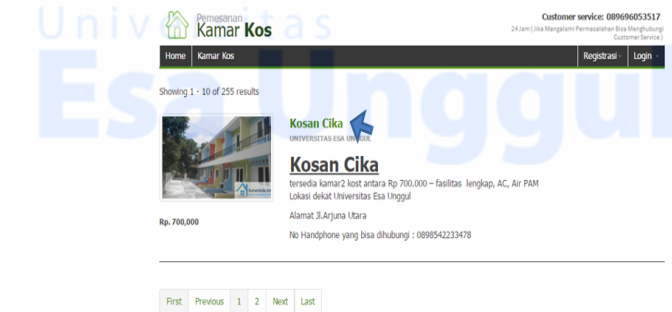 Universitas
Esa Unggul
Pemesanan
Kamar Kos
Customer service: 089696053517
24 Jam ( Jika Mengalami Permasalahan Bisa Menghubungi
Customer Service )
Home Kamar Kos Registrasi Login
Showing 1 - 10 of 255 results
Kosan Cika
UNIVERSITAS ESA UNGGUL
Kosan Cika
tersedia kamar2 kost antara Rp 700.000 – fasilitas lengkap, AC, Air PAM
Lokasi dekat Universitas Esa Unggul
Rp. 700,000
Alamat Jl.Arjuna Utara
No Handphone yang bisa dihubungi : 0898542233478
First Previous 1 2 Next Last